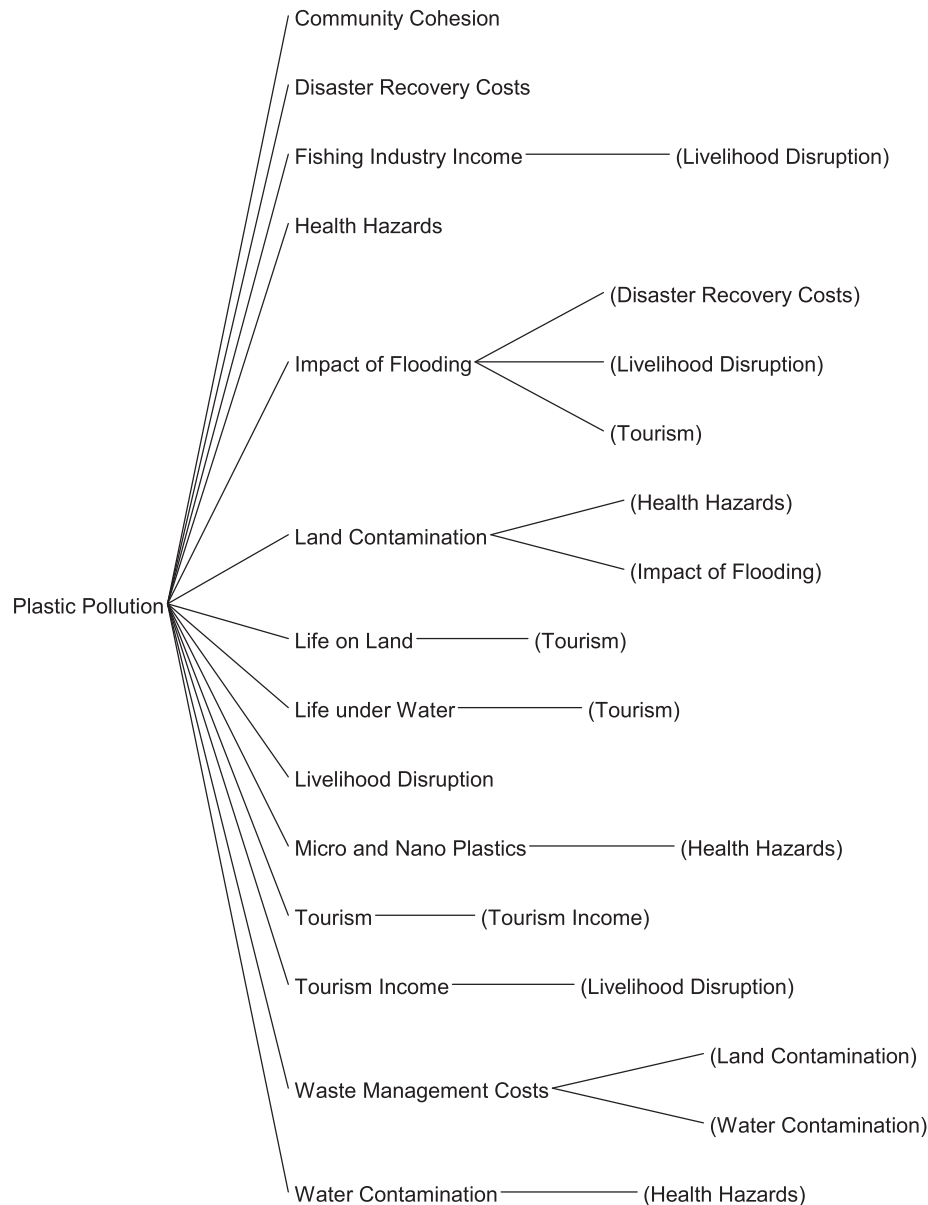 Community Cohesion
Disaster Recovery Costs
Fishing Industry Income
(Livelihood Disruption)
Health Hazards
(Disaster Recovery Costs)
Impact of Flooding
(Livelihood Disruption)
(Tourism)
(Health Hazards)
Land Contamination
(Impact of Flooding)
Plastic Pollution
Life on Land
(Tourism)
Life under Water
(Tourism)
Livelihood Disruption
Micro and Nano Plastics
(Health Hazards)
Tourism
(Tourism Income)
Tourism Income
(Livelihood Disruption)
(Land Contamination)
Waste Management Costs
(Water Contamination)
Water Contamination
(Health Hazards)